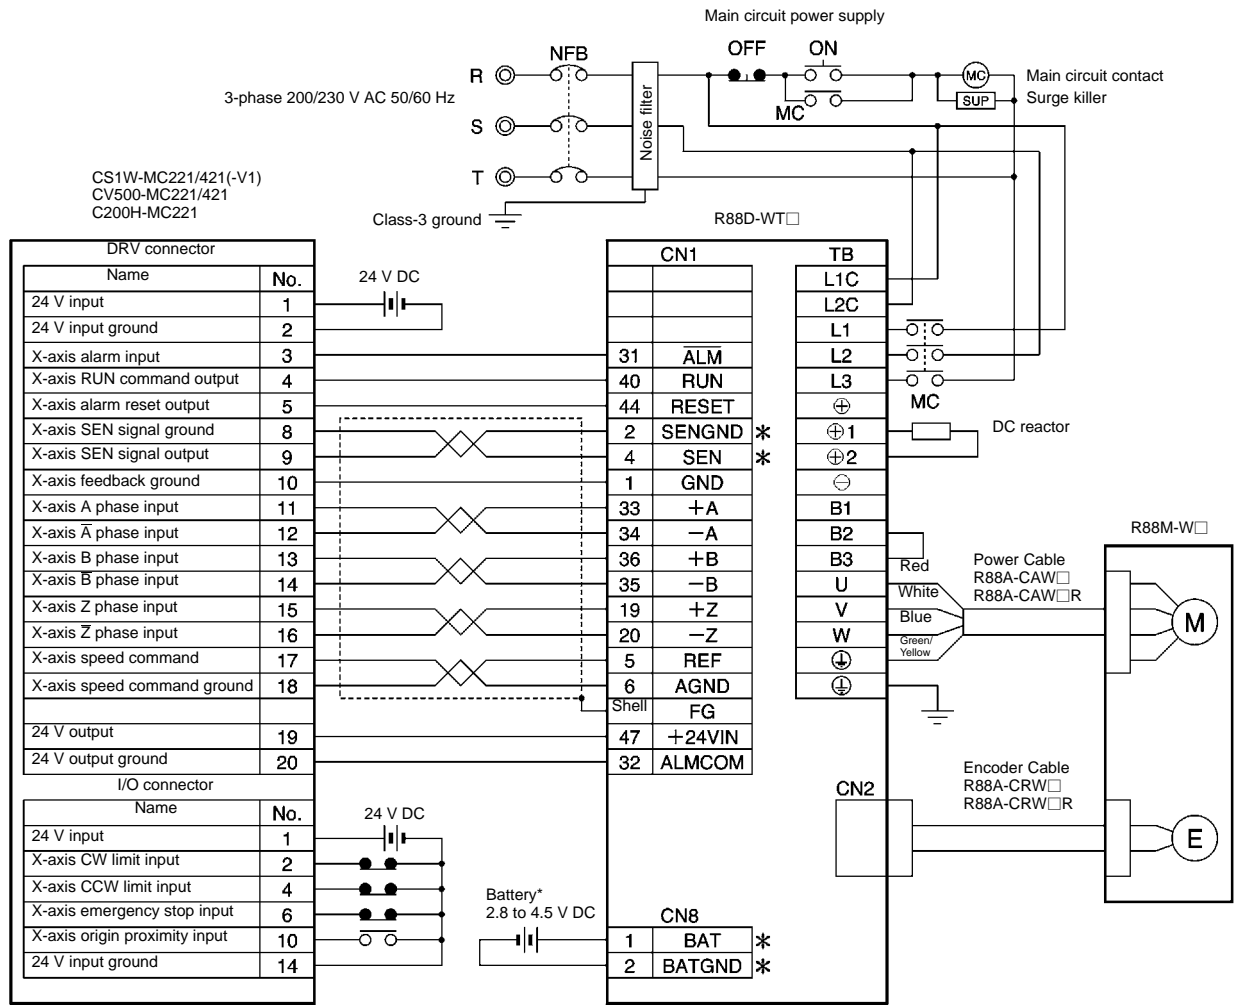 Main circuit power supply
OFF ON
NFB
R
MC Main circuit contact
3-phase 200/230 V AC 50/60 Hz
SUP Surge killer
MC
S
Noise filter
T
CS1W-MC221/421(-V1)
CV500-MC221/421
C200H-MC221
Class-3 ground
R88D-WT□
DRV connector
Name No.
24 V input 1
24 V input ground 2
X-axis alarm input 3
X-axis RUN command output 4
X-axis alarm reset output 5
X-axis SEN signal ground 8
X-axis SEN signal output 9
X-axis feedback ground 10
X-axis A phase input 11
X-axis A̅ phase input 12
X-axis B phase input 13
X-axis B̅ phase input 14
X-axis Z phase input 15
X-axis Z̅ phase input 16
X-axis speed command 17
X-axis speed command ground 18
24 V output 19
24 V output ground 20
I/O connector
Name No.
24 V input 1
X-axis CW limit input 2
X-axis CCW limit input 4
X-axis emergency stop input 6
X-axis origin proximity input 10
24 V input ground 14
24 V DC
24 V DC
CN1
31 A̅L̅M̅
40 RUN
44 RESET
2 SENGND *
4 SEN *
1 GND
33 +A
34 −A
36 +B
35 −B
19 +Z
20 −Z
5 REF
6 AGND
Shell FG
47 +24VIN
32 ALMCOM
Battery*
2.8 to 4.5 V DC
CN8
1 BAT *
2 BATGND *
TB
L1C
L2C
L1
L2
L3
⊕
⊕1
⊕2
⊖
B1
B2
B3
U
V
W
MC
DC reactor
Red
White
Blue
Green/
Yellow
Power Cable
R88A-CAW□
R88A-CAW□R
R88M-W□
M
CN2
Encoder Cable
R88A-CRW□
R88A-CRW□R
E